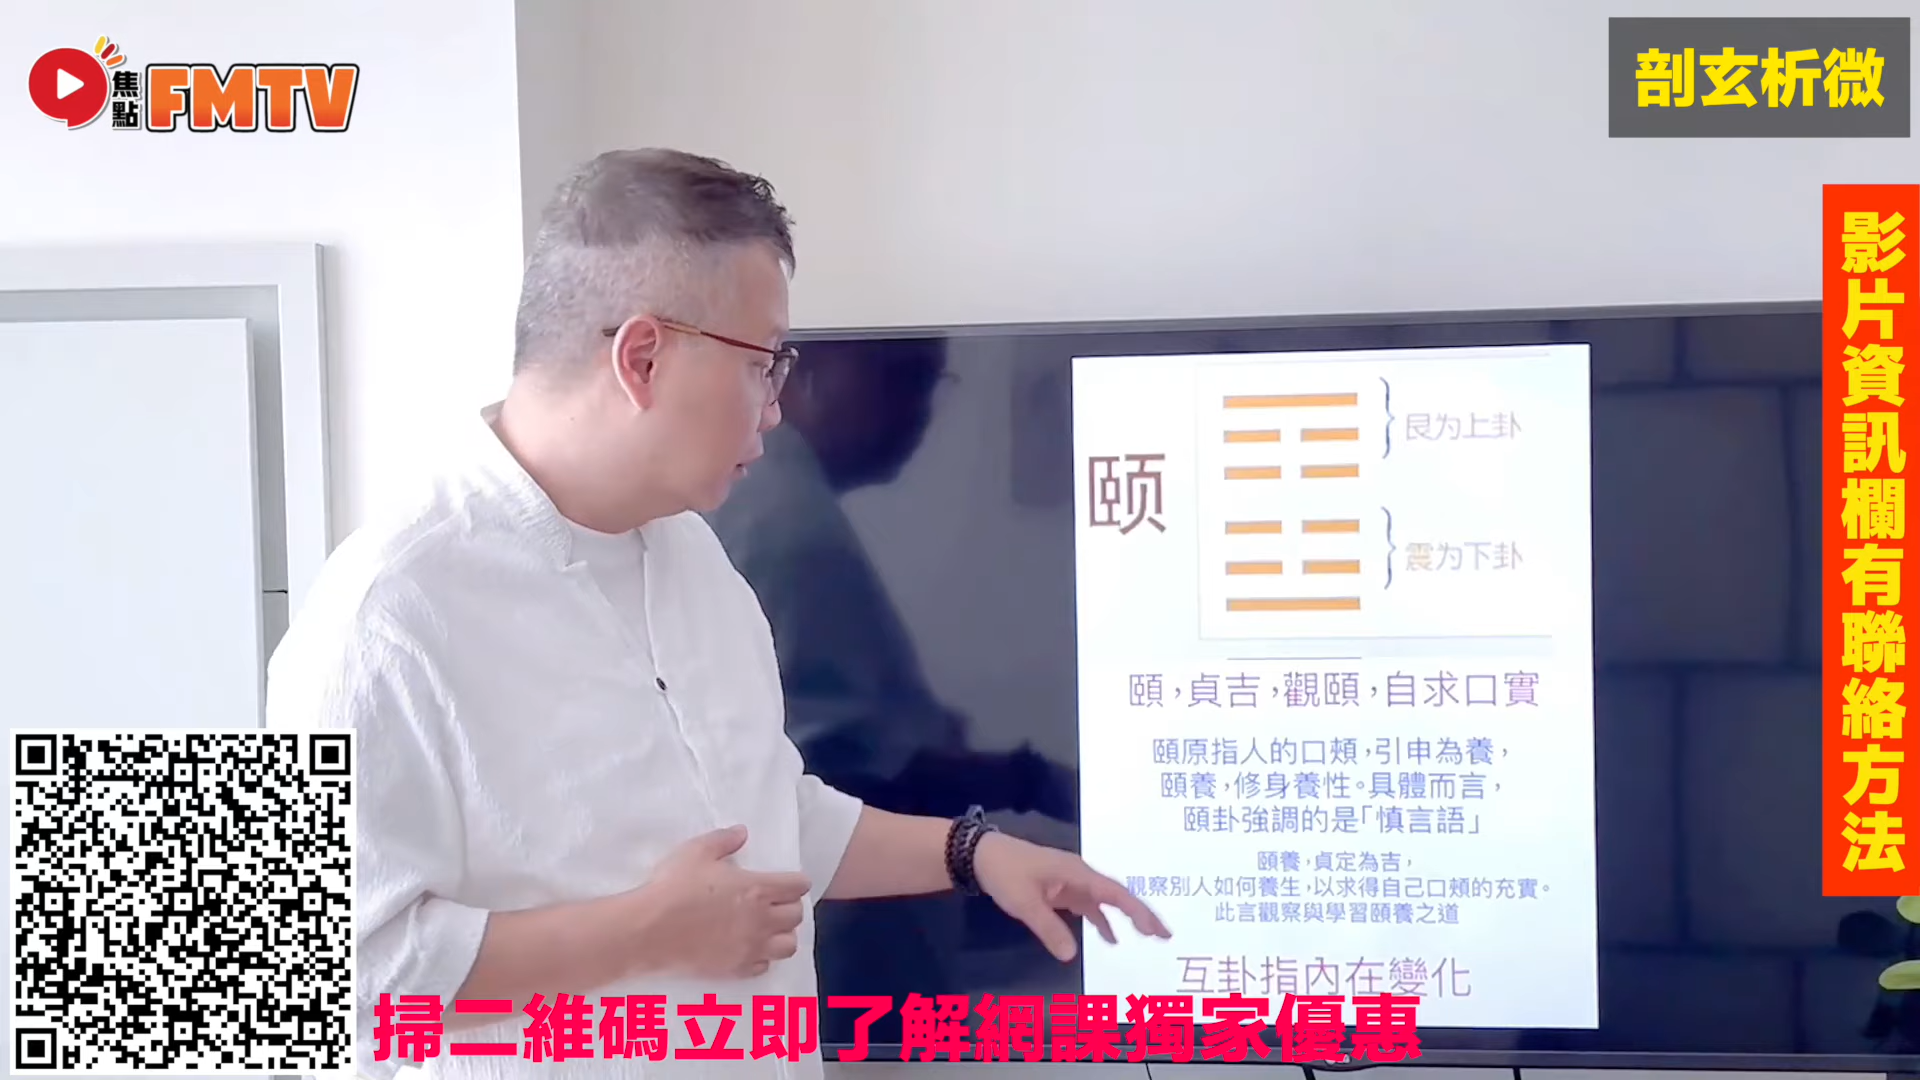 焦點 FMTV
剖玄析微
影片資訊欄有聯絡方法
艮为上卦
颐
震为下卦
頤，貞吉，觀頤，自求口實
頤原指人的口頰，引申為養，
頤養，修身養性。具體而言，
頤卦強調的是「慎言語」
頤養，貞定為吉，
觀察別人如何養生，以求得自己口頰的充實。
此言觀察與學習頤養之道
互卦指內在變化
掃二維碼立即了解網課獨家優惠